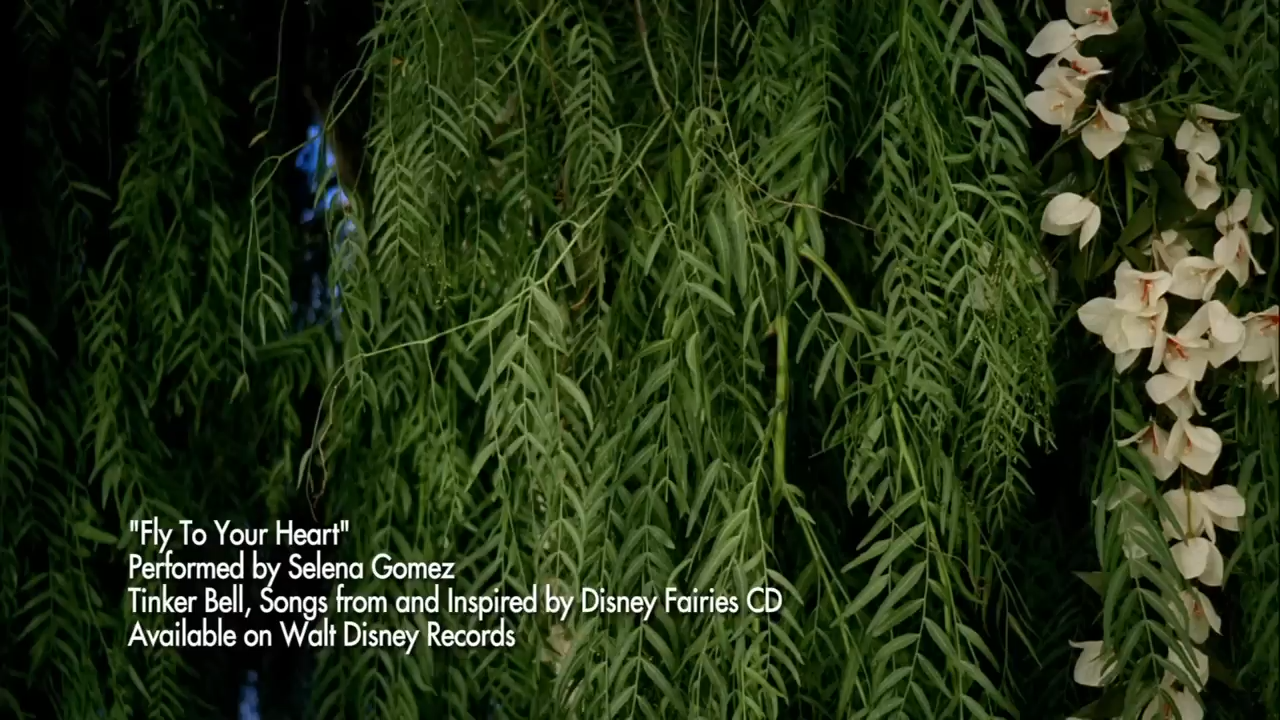 "Fly To Your Heart"
Performed by Selena Gomez
Tinker Bell, Songs from and Inspired by Disney Fairies CD
Available on Walt Disney Records